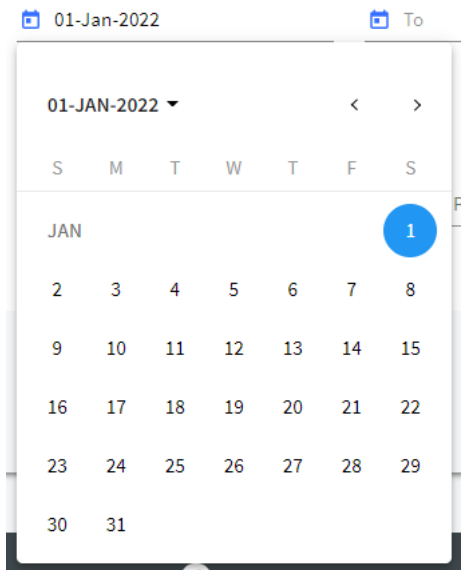 01-Jan-2022 To
01-JAN-2022
S M T W T F S
JAN 1
2 3 4 5 6 7 8
9 10 11 12 13 14 15
16 17 18 19 20 21 22
23 24 25 26 27 28 29
30 31